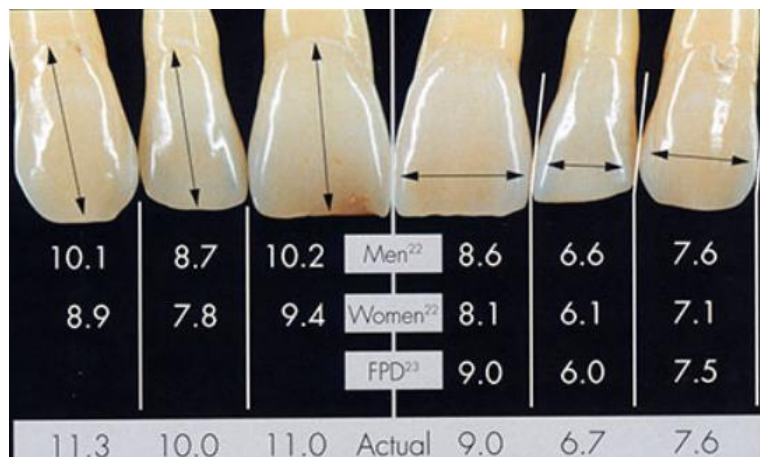 10.1 8.7 10.2 Men²² 8.6 6.6 7.6
8.9 7.8 9.4 Women²² 8.1 6.1 7.1
FPD²³ 9.0 6.0 7.5
11.3 10.0 11.0 Actual 9.0 6.7 7.6